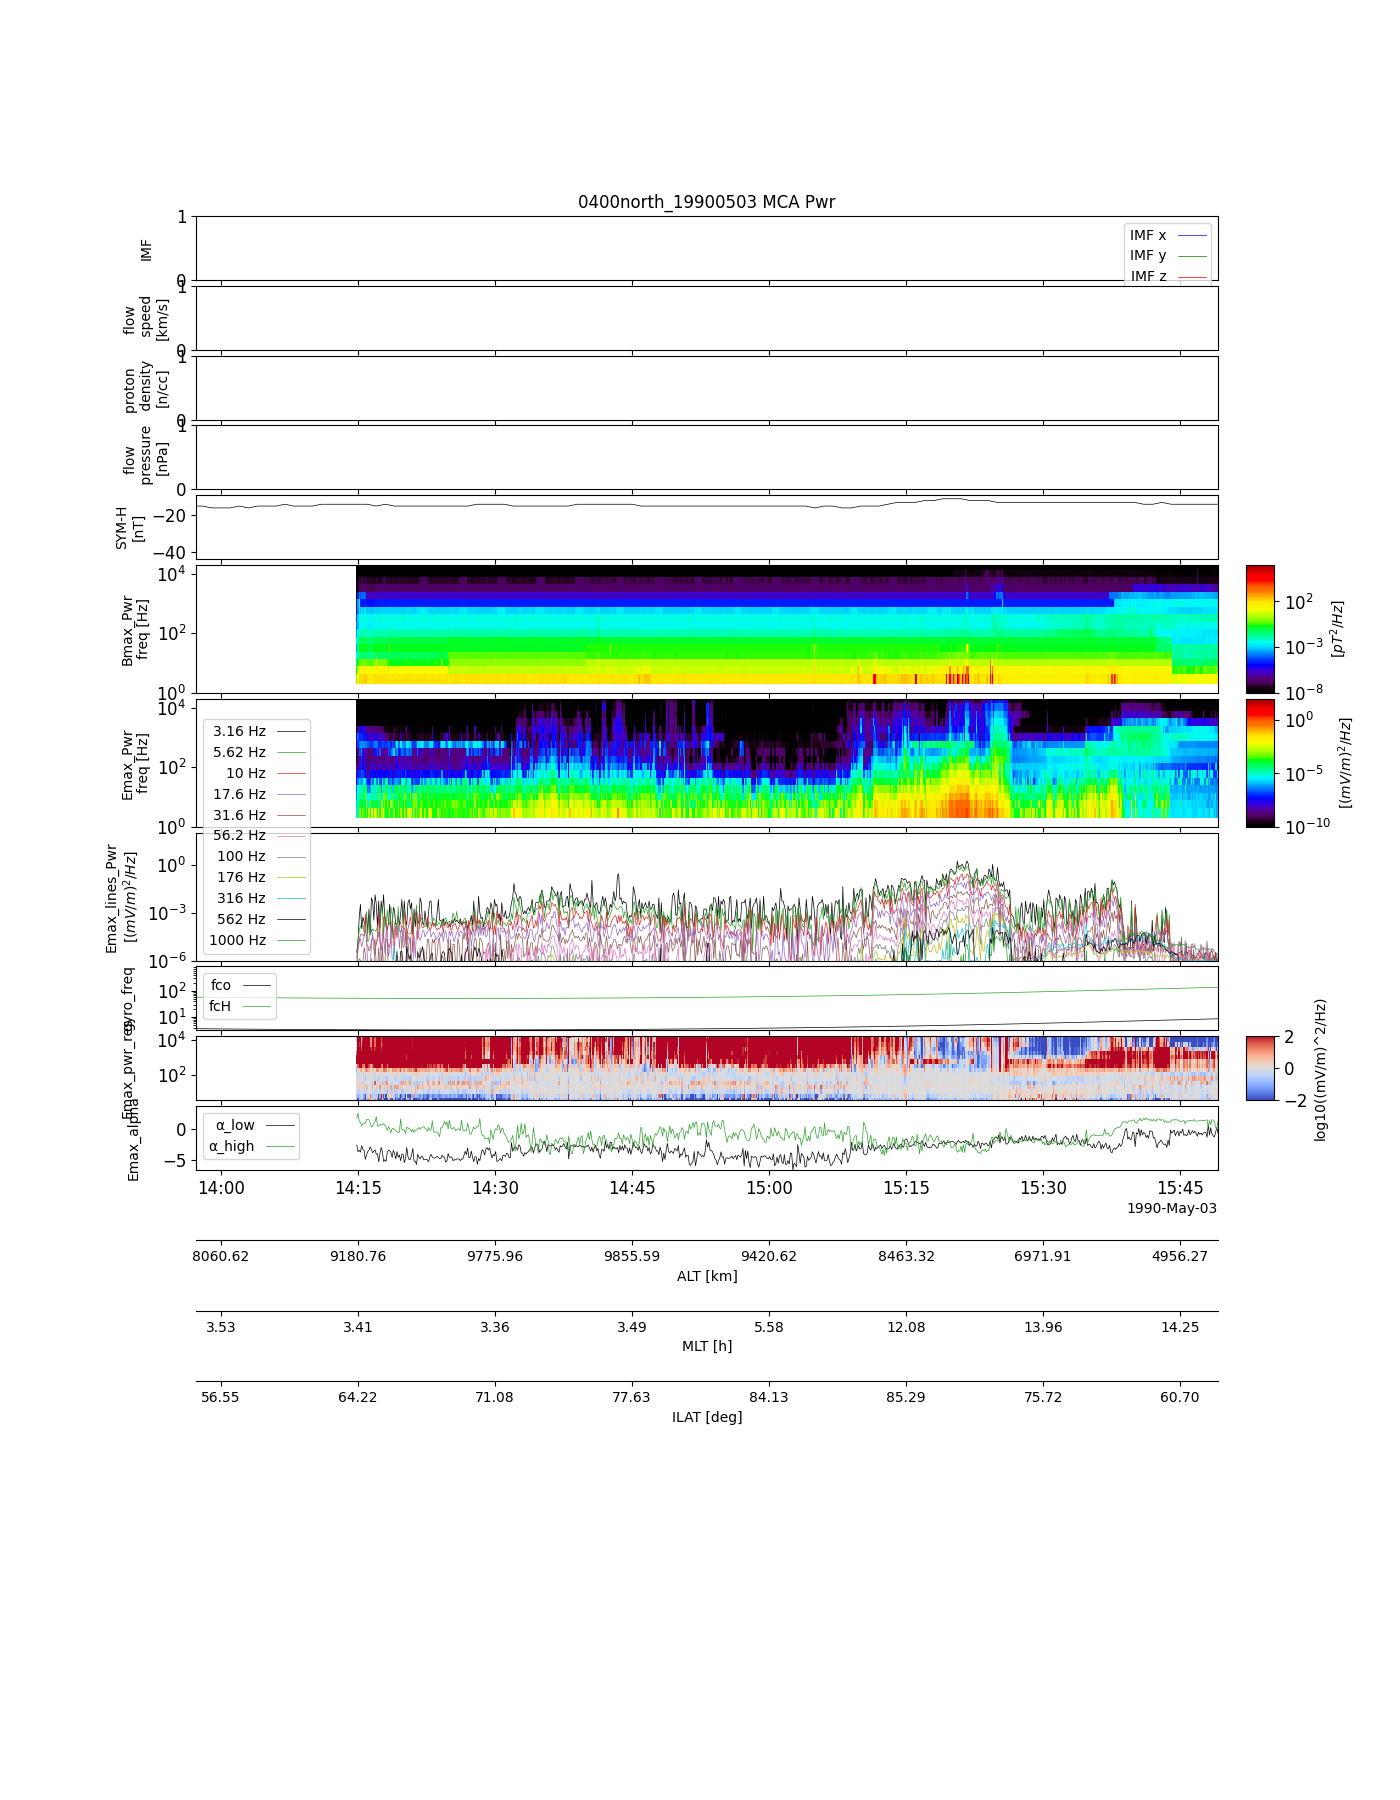 0400north_19900503 MCA Pwr
1
IMF
0
IMF x
IMF y
IMF z
1
flow
speed
[km/s]
0
1
proton
density
[n/cc]
0
1
flow
pressure
[nPa]
0
SYM-H
[nT]
−20
−40
Bmax_Pwr
freq [Hz]
10^4
10^2
10^0
10^2
10^-3
10^-8
[pT^2/Hz]
Emax_Pwr
freq [Hz]
10^4
10^2
10^0
10^0
10^-5
10^-10
[(mV/m)^2/Hz]
3.16 Hz
5.62 Hz
10 Hz
17.6 Hz
31.6 Hz
56.2 Hz
100 Hz
176 Hz
316 Hz
562 Hz
1000 Hz
Emax_lines_Pwr
[(mV/m)^2/Hz]
10^0
10^-3
10^-6
gyro_freq
10^2
10^1
fco
fcH
Emax_pwr_reg
10^4
10^2
2
0
−2
log10((mV/m)^2/Hz)
Emax_alpha
0
−5
α_low
α_high
14:00 14:15 14:30 14:45 15:00 15:15 15:30 15:45
1990-May-03
8060.62 9180.76 9775.96 9855.59 9420.62 8463.32 6971.91 4956.27
ALT [km]
3.53 3.41 3.36 3.49 5.58 12.08 13.96 14.25
MLT [h]
56.55 64.22 71.08 77.63 84.13 85.29 75.72 60.70
ILAT [deg]